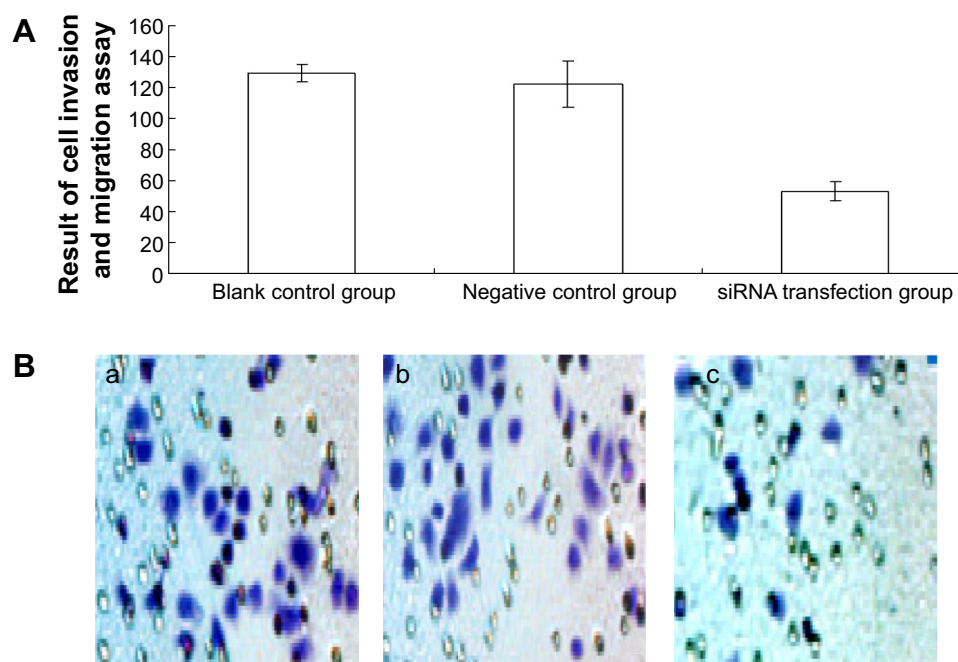 A
Result of cell invasion
and migration assay
160
140
120
100
80
60
40
20
0
Blank control group
Negative control group
siRNA transfection group
B
a
b
c